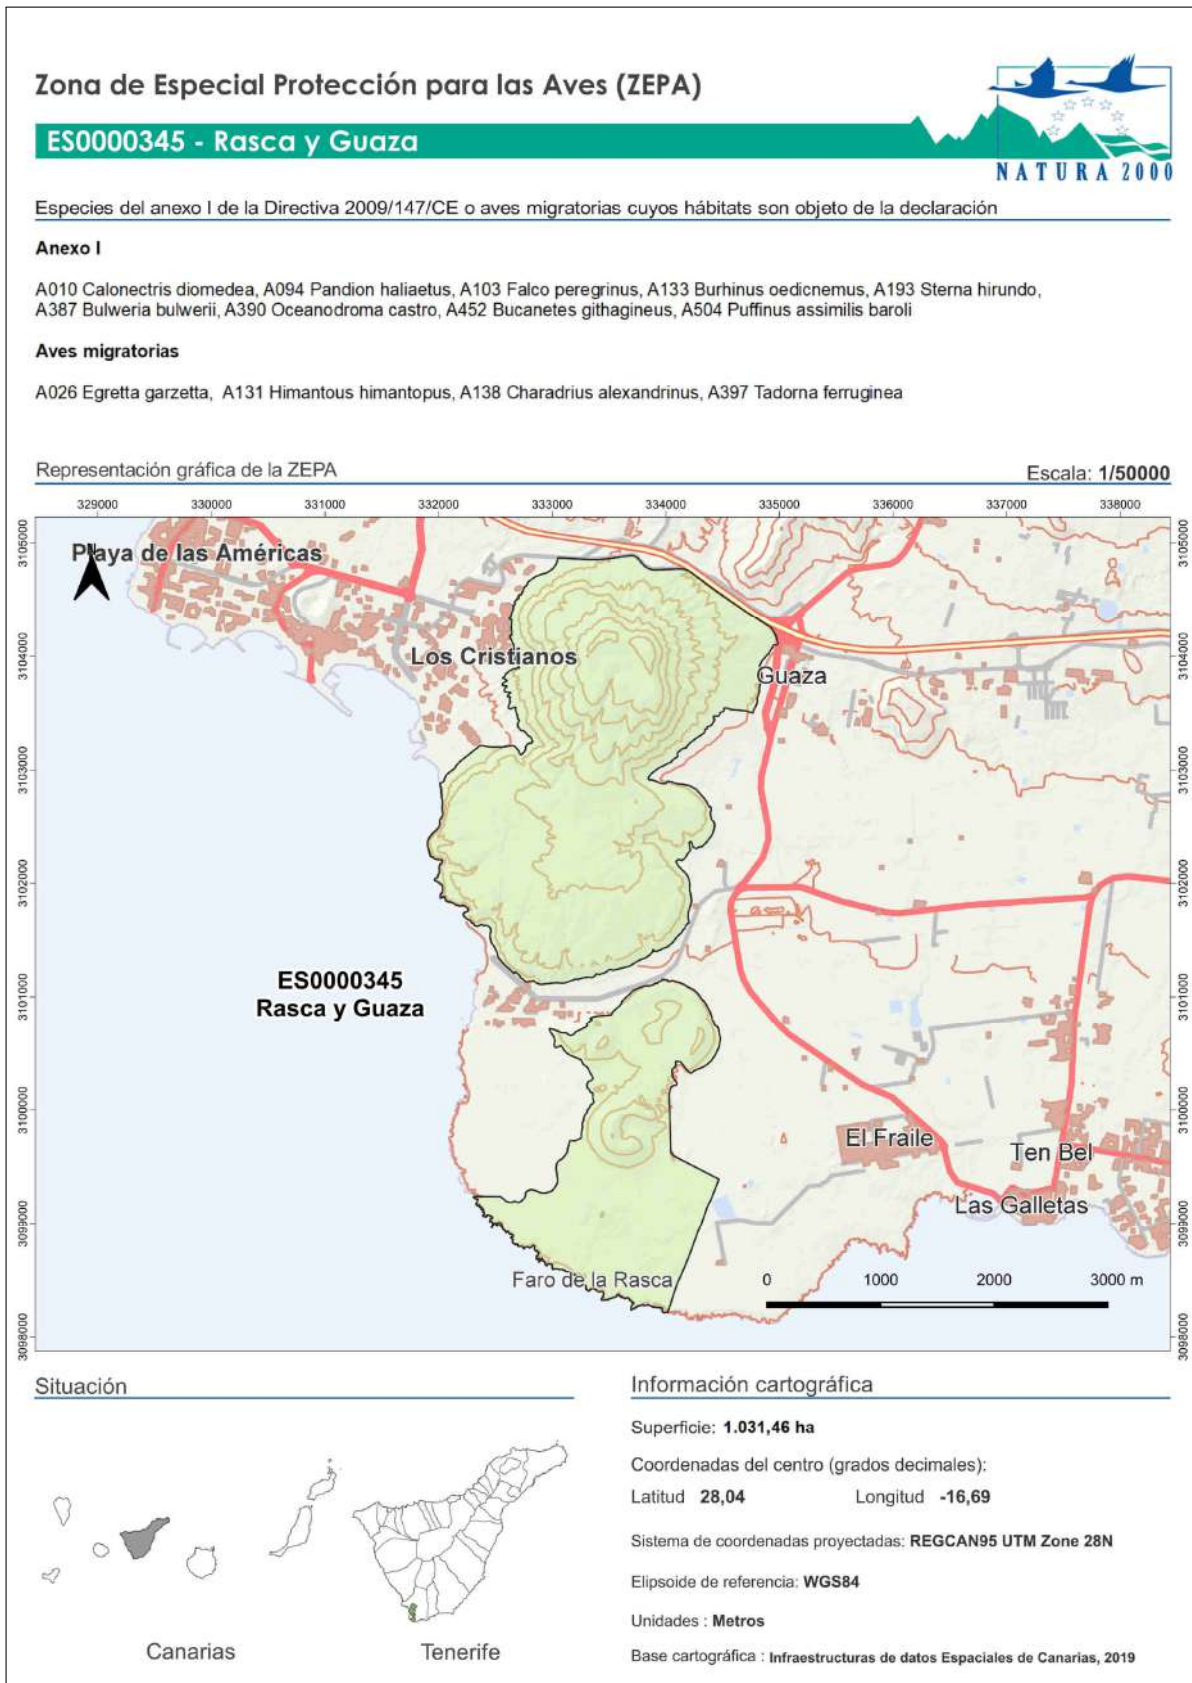 Zona de Especial Protección para las Aves (ZEPA)
ES0000345 - Rasca y Guaza
NATURA 2000
Especies del anexo I de la Directiva 2009/147/CE o aves migratorias cuyos hábitats son objeto de la declaración
Anexo I
A010 Calonectris diomedea, A094 Pandion haliaetus, A103 Falco peregrinus, A133 Burhinus oedicnemus, A193 Sterna hirundo,
A387 Bulweria bulwerii, A390 Oceanodroma castro, A452 Bucanetes githagineus, A504 Puffinus assimilis baroli
Aves migratorias
A026 Egretta garzetta, A131 Himantous himantopus, A138 Charadrius alexandrinus, A397 Tadorna ferruginea
Representación gráfica de la ZEPA
Escala: 1/50000
329000 330000 331000 332000 333000 334000 335000 336000 337000 338000
3105000 3105000
Playa de las Américas
3104000 3104000
Los Cristianos
Guaza
3103000 3103000
3102000 3102000
ES0000345
Rasca y Guaza
3101000 3101000
3100000 3100000
El Fraile
Ten Bel
Las Galletas
3099000 3099000
Faro de la Rasca
0 1000 2000 3000 m
3098000 3098000
Situación
Canarias
Tenerife
Información cartográfica
Superficie: 1.031,46 ha
Coordenadas del centro (grados decimales):
Latitud 28,04 Longitud -16,69
Sistema de coordenadas proyectadas: REGCAN95 UTM Zone 28N
Elipsoide de referencia: WGS84
Unidades : Metros
Base cartográfica : Infraestructuras de datos Espaciales de Canarias, 2019